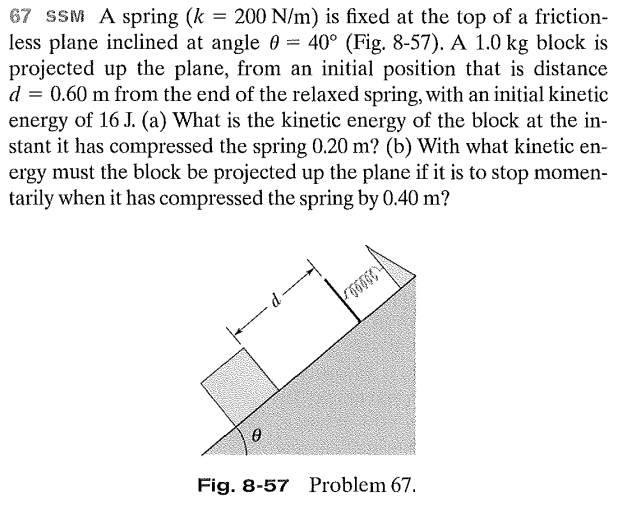 67 SSM A spring (k = 200 N/m) is fixed at the top of a friction-
less plane inclined at angle θ = 40° (Fig. 8-57). A 1.0 kg block is
projected up the plane, from an initial position that is distance
d = 0.60 m from the end of the relaxed spring, with an initial kinetic
energy of 16 J. (a) What is the kinetic energy of the block at the in-
stant it has compressed the spring 0.20 m? (b) With what kinetic en-
ergy must the block be projected up the plane if it is to stop momen-
tarily when it has compressed the spring by 0.40 m?
d
θ
Fig. 8-57 Problem 67.